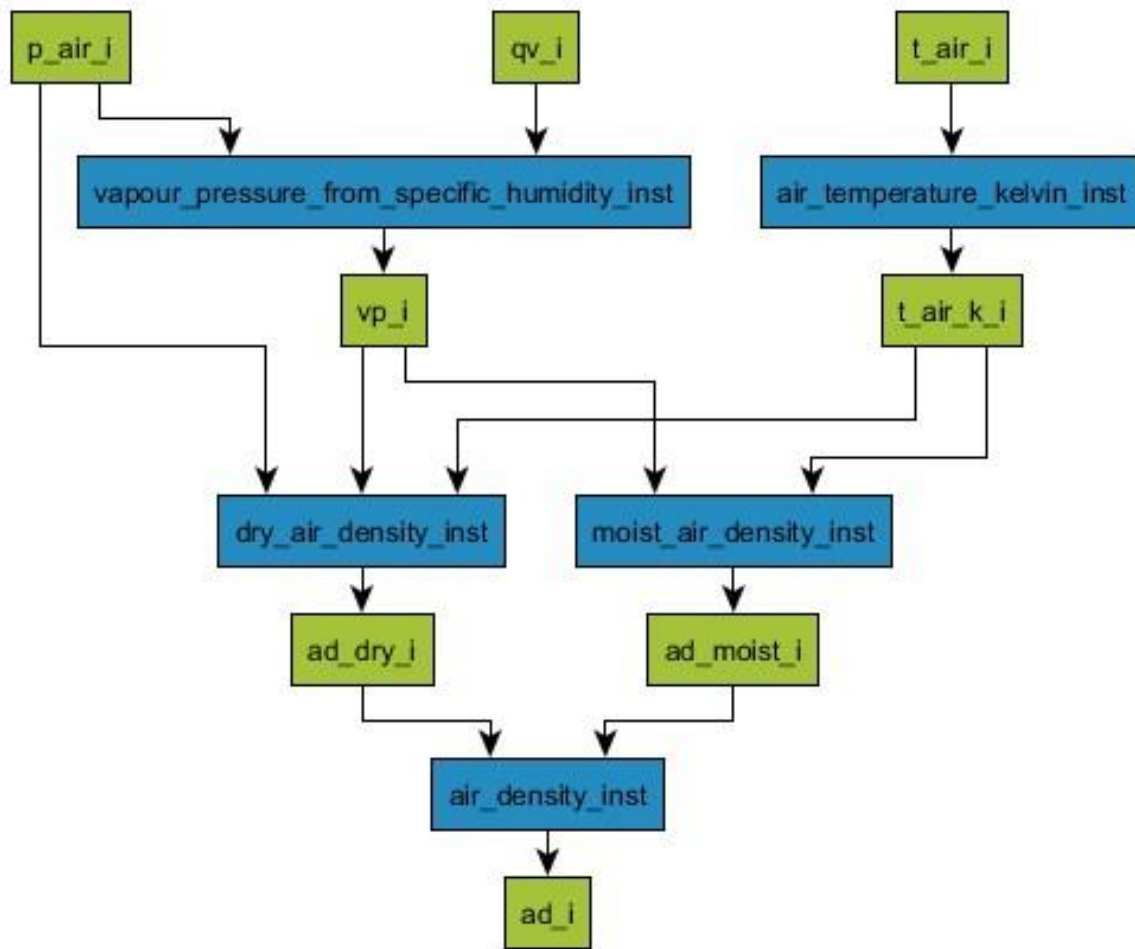 p_air_i
qv_i
t_air_i
vapour_pressure_from_specific_humidity_inst
air_temperature_kelvin_inst
vp_i
t_air_k_i
dry_air_density_inst
moist_air_density_inst
ad_dry_i
ad_moist_i
air_density_inst
ad_i